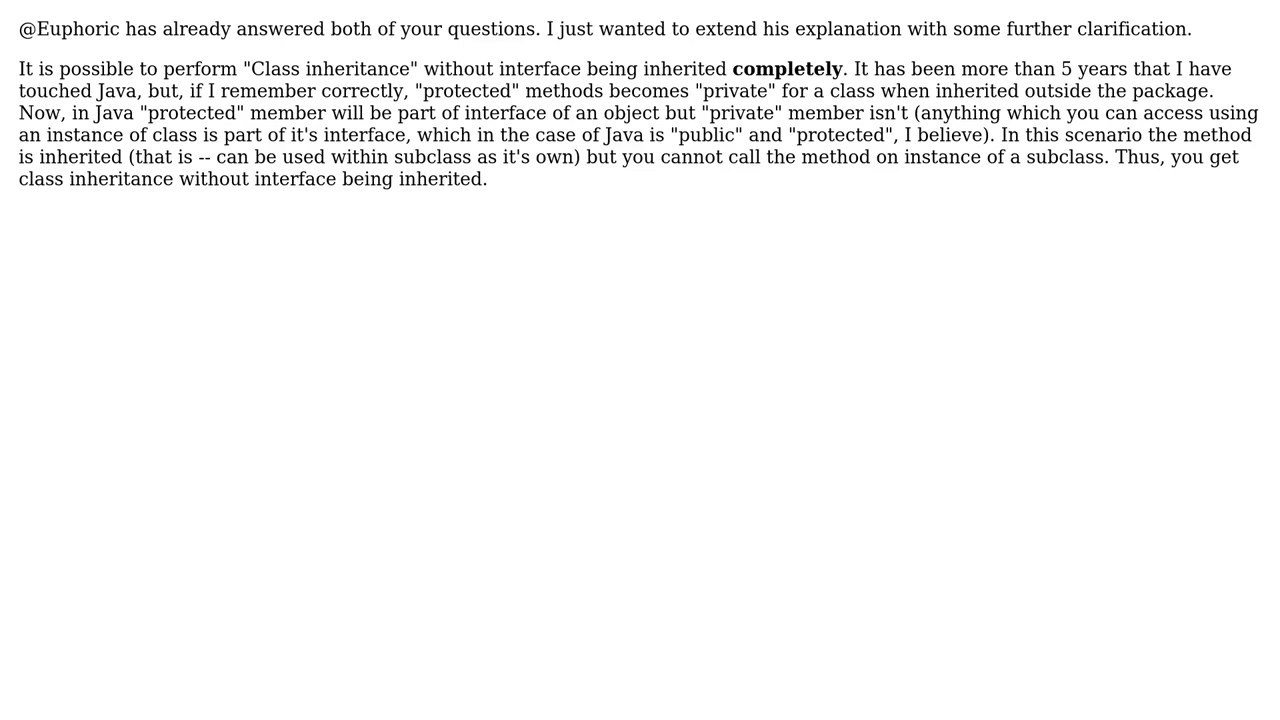 @Euphoric has already answered both of your questions. I just wanted to extend his explanation with some further clarification.
It is possible to perform "Class inheritance" without interface being inherited completely. It has been more than 5 years that I have
touched Java, but, if I remember correctly, "protected" methods becomes "private" for a class when inherited outside the package.
Now, in Java "protected" member will be part of interface of an object but "private" member isn't (anything which you can access using
an instance of class is part of it's interface, which in the case of Java is "public" and "protected", I believe). In this scenario the method
is inherited (that is -- can be used within subclass as it's own) but you cannot call the method on instance of a subclass. Thus, you get
class inheritance without interface being inherited.